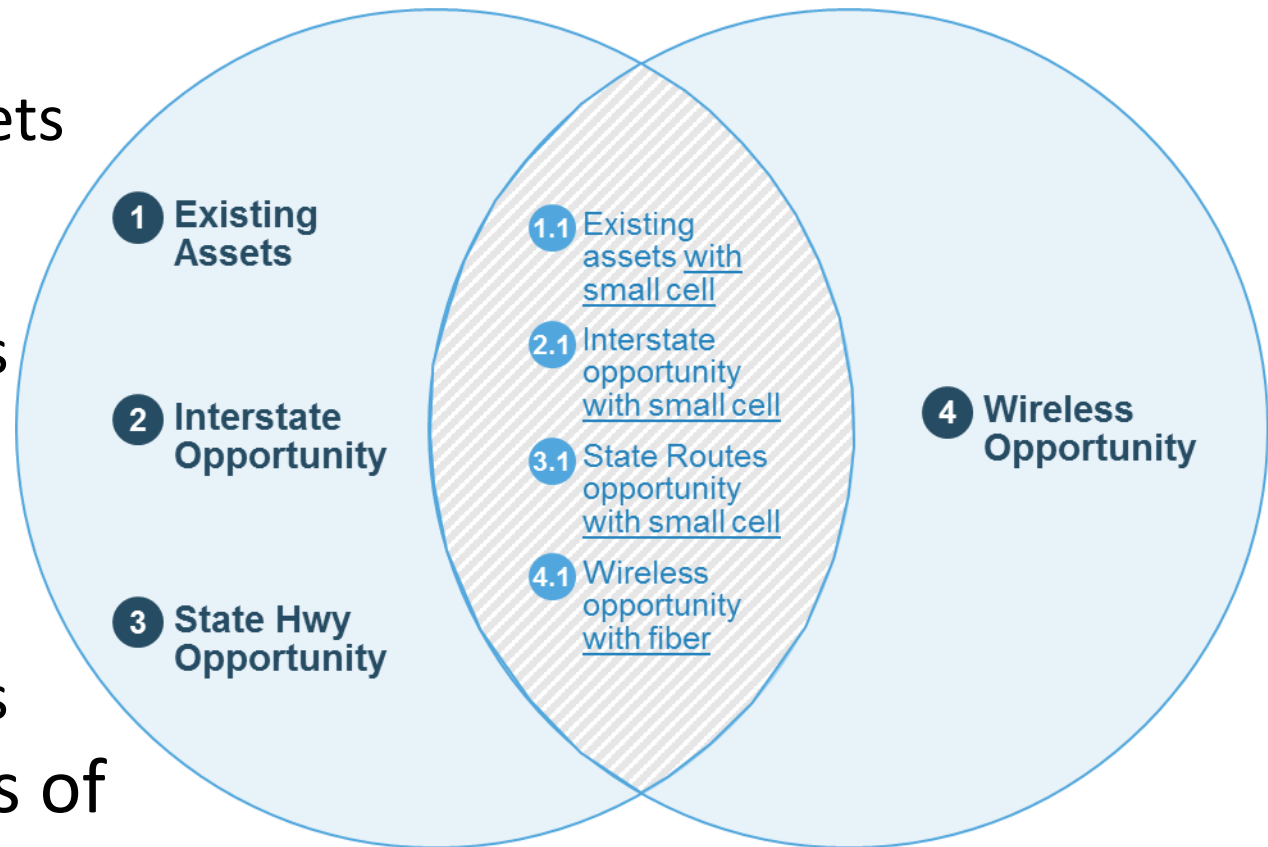 ets
s
s
s of
1 Existing
Assets
2 Interstate
Opportunity
3 State Hwy
Opportunity
1.1 Existing
assets with
small cell
2.1 Interstate
opportunity
with small cell
3.1 State Routes
opportunity
with small cell
4.1 Wireless
opportunity
with fiber
4 Wireless
Opportunity